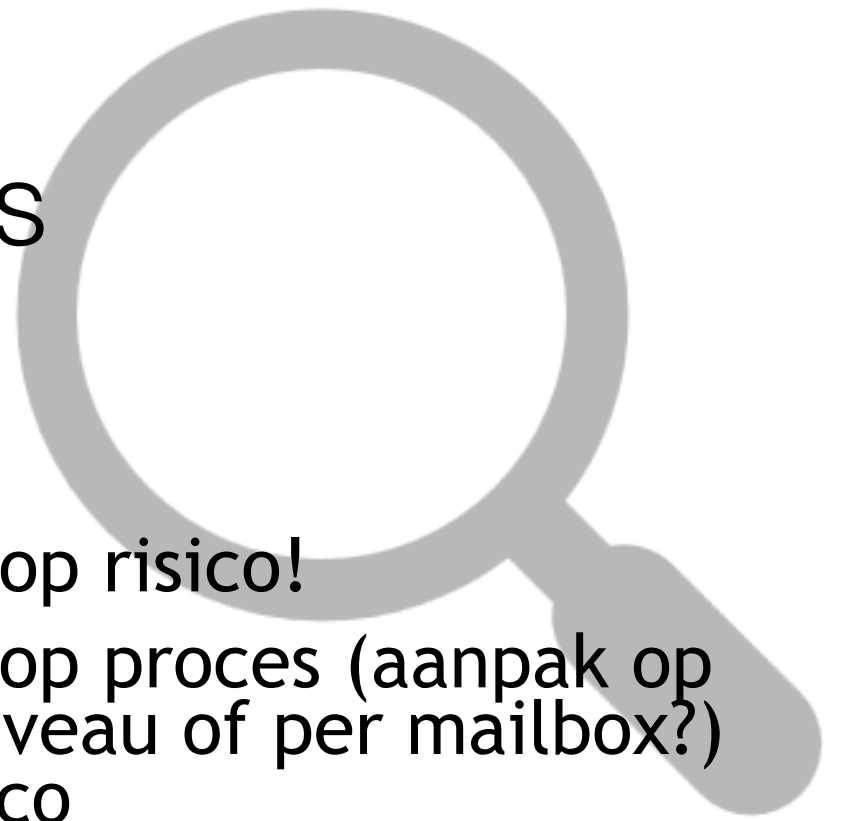 s
op risico!
op proces (aanpak op
veau of per mailbox?)
co